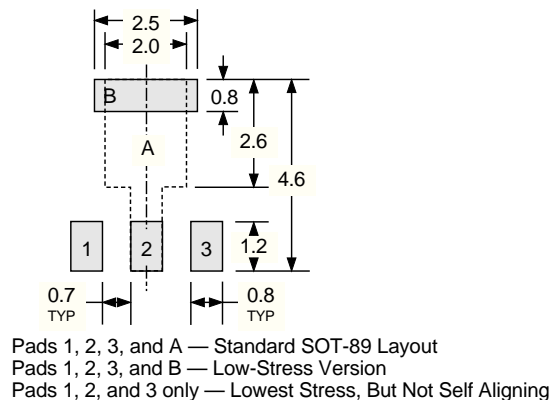 2.5
2.0
B
0.8
A
2.6
4.6
1
2
3
1.2
0.7
TYP
0.8
TYP
Pads 1, 2, 3, and A — Standard SOT-89 Layout
Pads 1, 2, 3, and B — Low-Stress Version
Pads 1, 2, and 3 only — Lowest Stress, But Not Self Aligning